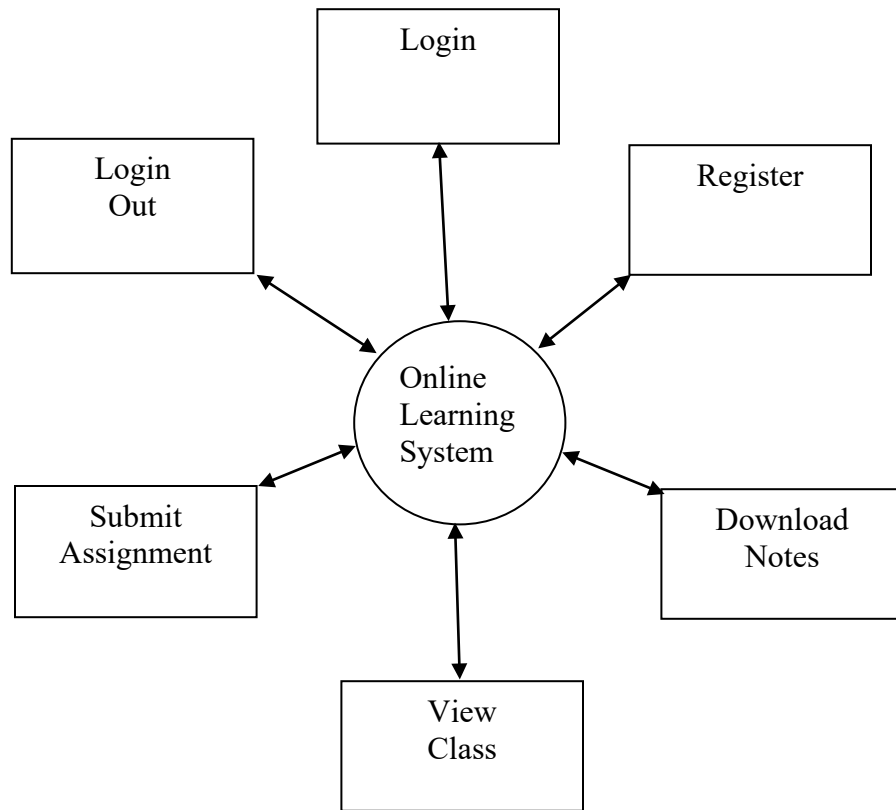 Login
Login
Out
Register
Online
Learning
System
Submit
Assignment
Download
Notes
View
Class